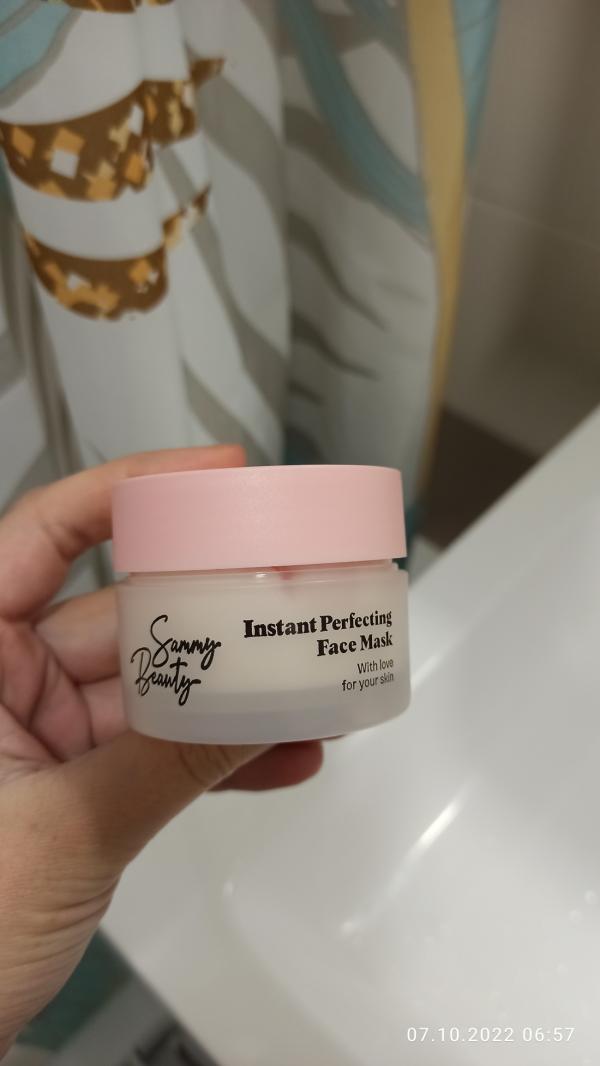 Sammy
Beauty
Instant Perfecting
Face Mask
With love
for your skin
07.10.2022 06:57